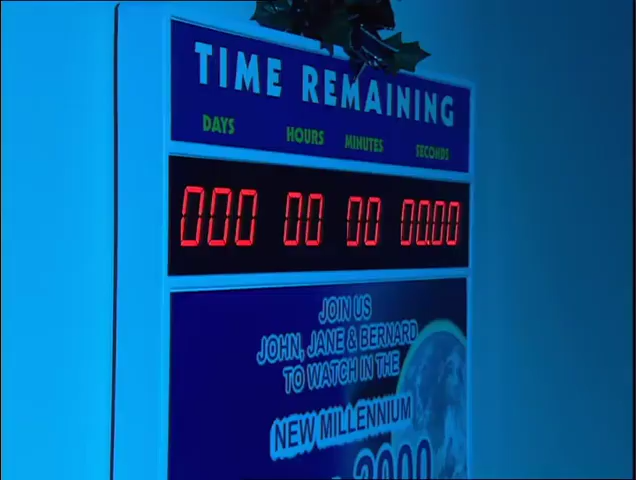 TIME REMAINING
DAYS HOURS MINUTES SECONDS
000 00 00 00.00
JOIN US
JOHN, JANE & BERNARD
TO WATCH IN THE
NEW MILLENNIUM
2000